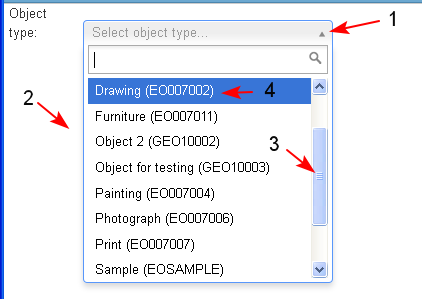 Object
type:
Select object type...
1
2
3
4
Drawing (EO007002)
Furniture (EO007011)
Object 2 (GEO10002)
Object for testing (GEO10003)
Painting (EO007004)
Photograph (EO007006)
Print (EO007007)
Sample (EOSAMPLE)